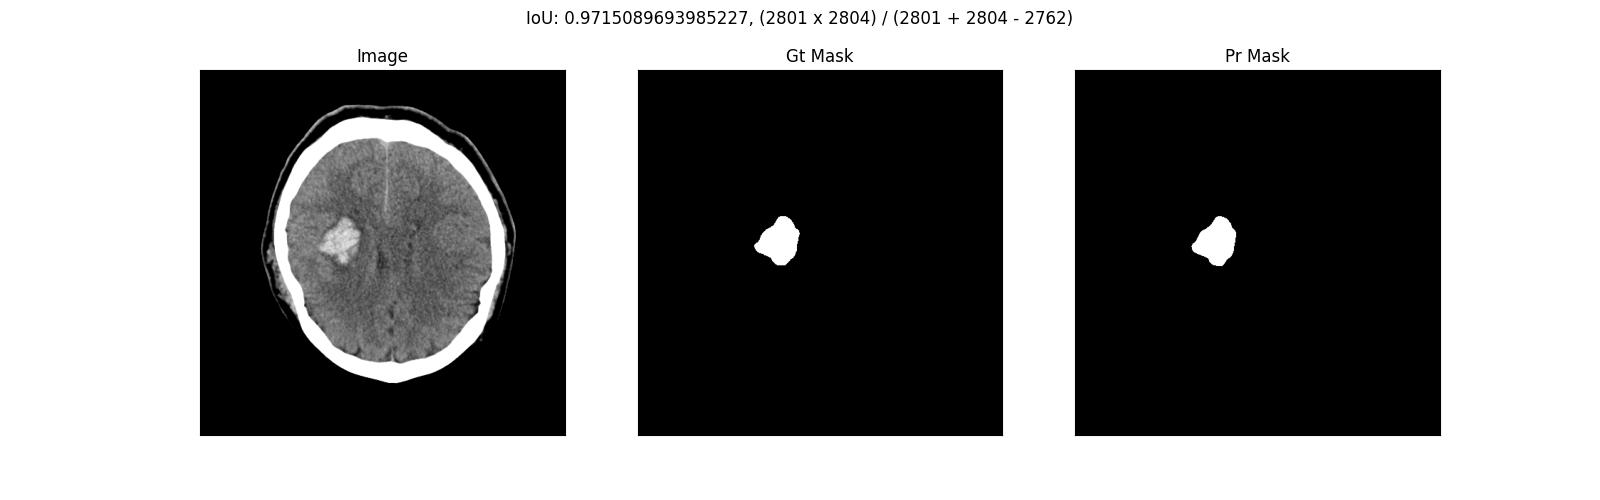 IoU: 0.9715089693985227, (2801 x 2804) / (2801 + 2804 - 2762)
Image
Gt Mask
Pr Mask